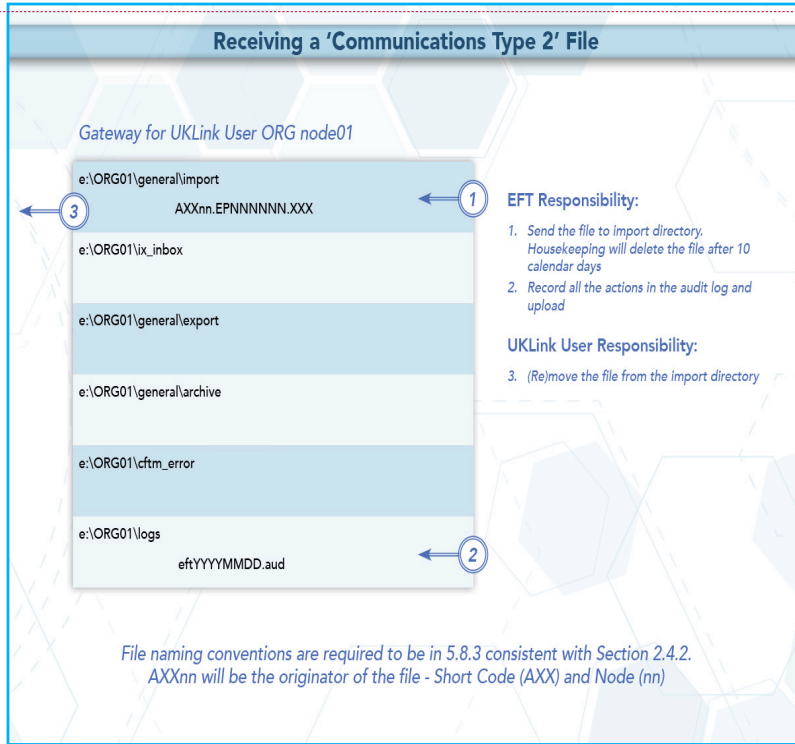 Receiving a ‘Communications Type 2’ File
Gateway for UKLink User ORG node01
e:\ORG01\general\import
AXXnn.EPNNNNNN.XXX
3
1
e:\ORG01\ix_inbox
e:\ORG01\general\export
e:\ORG01\general\archive
e:\ORG01\cftm_error
e:\ORG01\logs
eftYYYYMMDD.aud
2
EFT Responsibility:
1. Send the file to import directory.
Housekeeping will delete the file after 10
calendar days
2. Record all the actions in the audit log and
upload
UKLink User Responsibility:
3. (Re)move the file from the import directory
File naming conventions are required to be in 5.8.3 consistent with Section 2.4.2.
AXXnn will be the originator of the file - Short Code (AXX) and Node (nn)